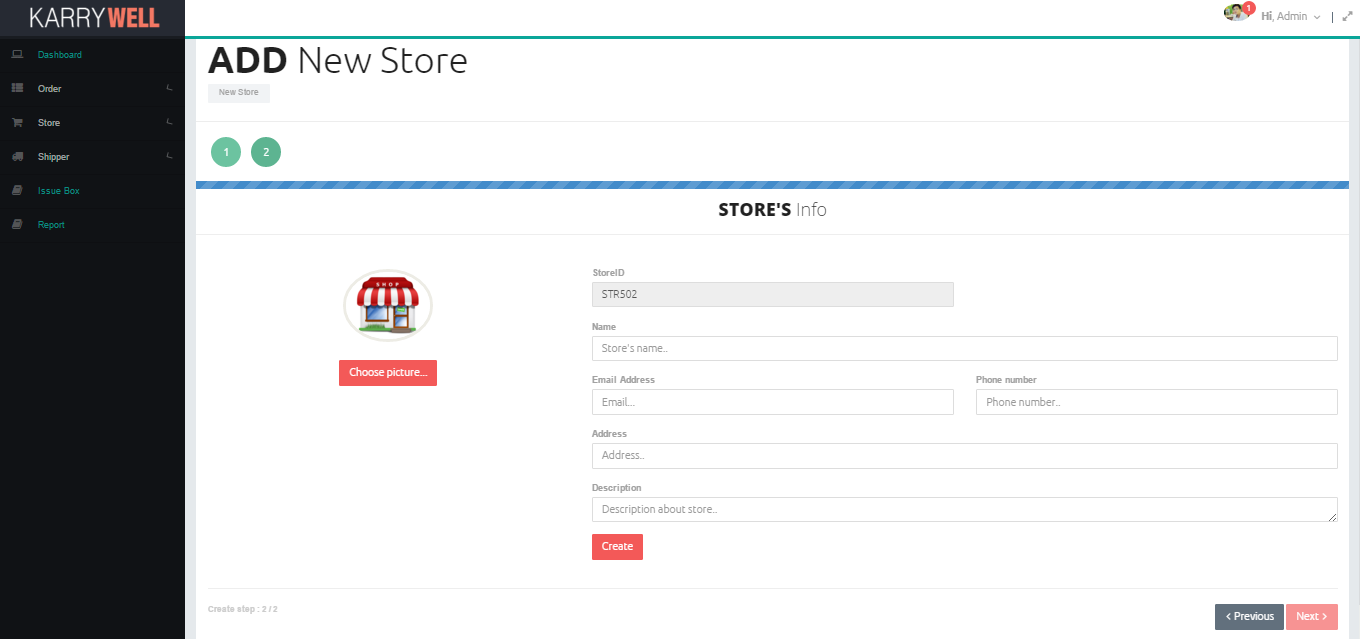 KARRYWELL
1
Hi, Admin
Dashboard
Order
Store
Shipper
Issue Box
Report
ADD New Store
New Store
1 2
STORE'S Info
SHOP
Choose picture...
StoreID
STR502
Name
Store's name..
Email Address Phone number
Email... Phone number..
Address
Address..
Description
Description about store..
Create
Create step : 2 / 2
Previous Next